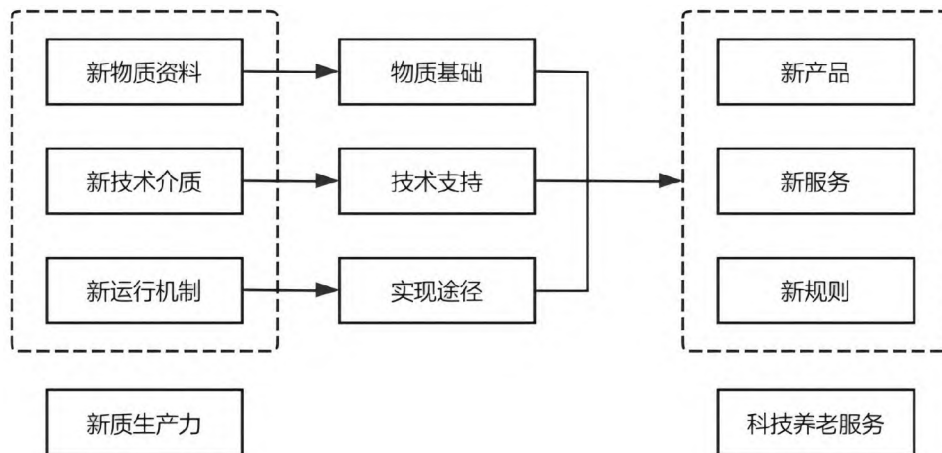 新物质资料
物质基础
新产品
新技术介质
技术支持
新服务
新运行机制
实现途径
新规则
新质生产力
科技养老服务